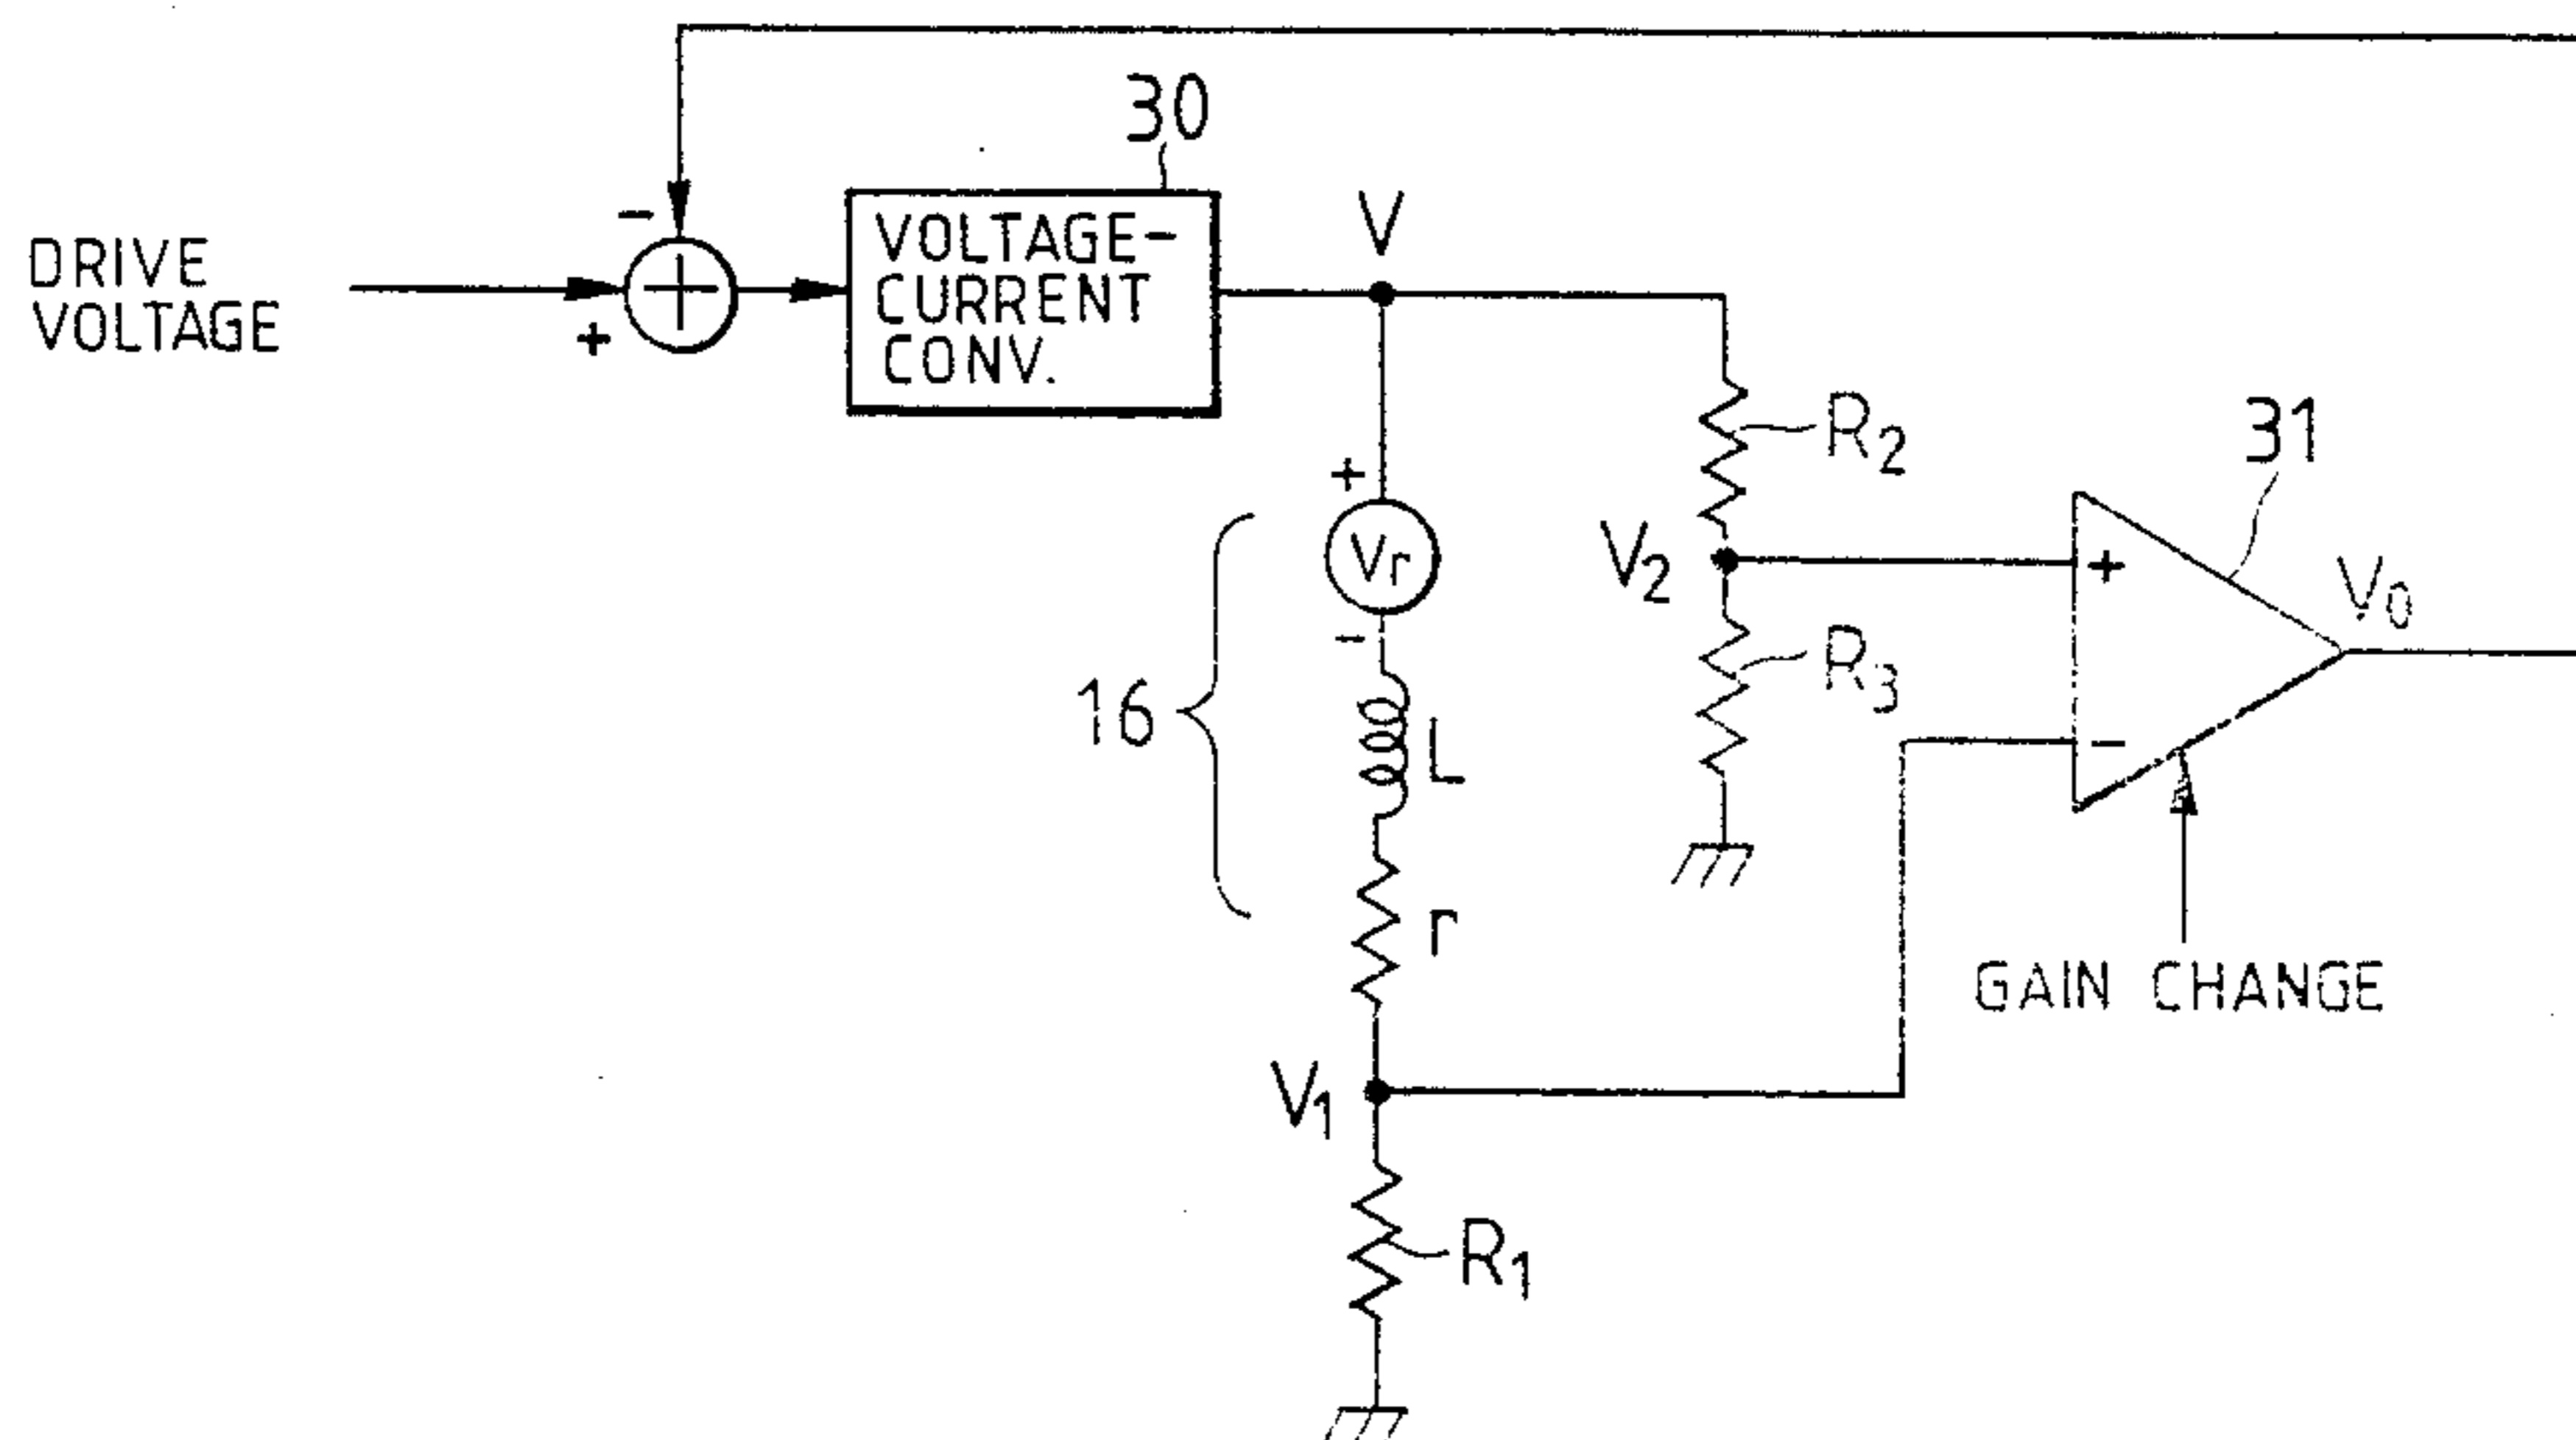 30
DRIVE
VOLTAGE
-
+
VOLTAGE-
CURRENT
CONV.
V
R2
31
+
Vr
-
V2
+
V0
R3
16
L
-
r
GAIN CHANGE
V1
R1